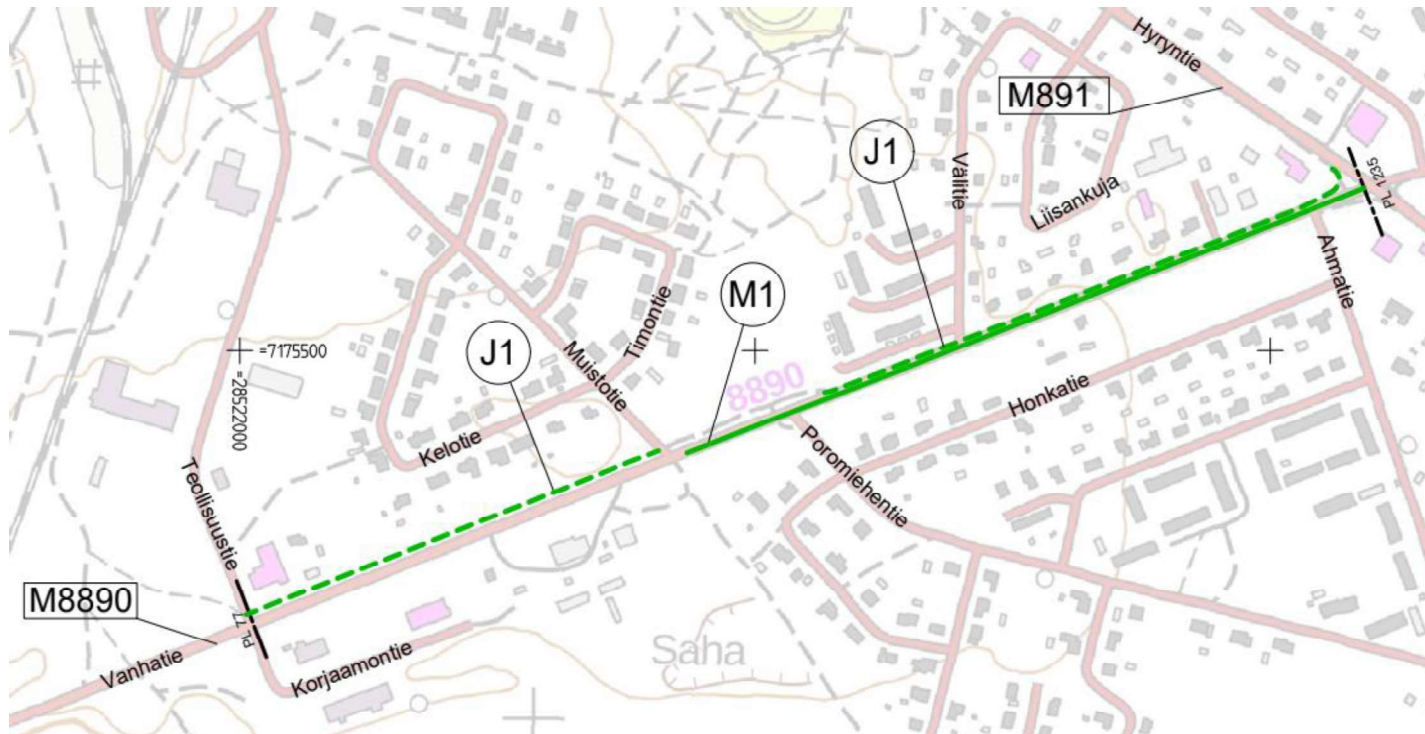 Hyryntie
M891
J1
Välitie
PL 1235
Liisankuja
Ahmatie
M1
J1
Timontie
Muistotie
=7175500
=28522000
8890
Honkatie
Kelotie
Poromiehentie
Teollisuustie
M8890
PL 77
Saha
Vanhatie
Korjaamontie